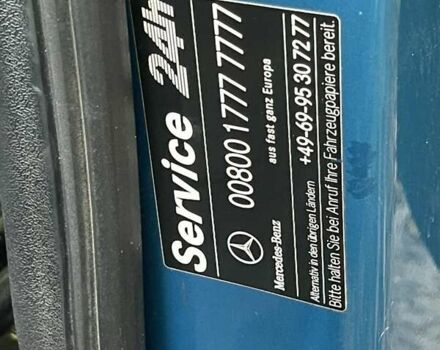 Service 24h
00800 1 777 7777
aus fast ganz Europa
Mercedes-Benz
Alternativ in den übrigen Ländern
+49-69-95 30 72 77
Bitte halten Sie bei Anruf Ihre Fahrzeugpapiere bereit.